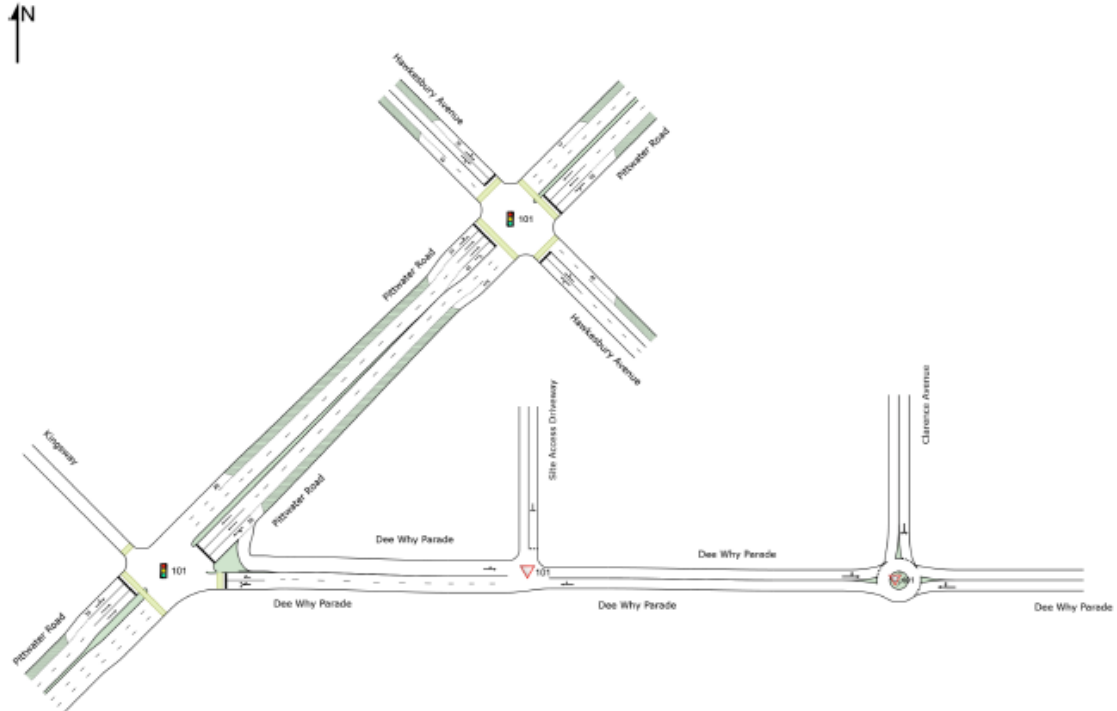 N
Hawkesbury Avenue
Pittwater Road
101
Pittwater Road
Hawkesbury Avenue
Site Access Driveway
Clarence Avenue
Kingsway
Pittwater Road
Dee Why Parade
Dee Why Parade
101
101
Dee Why Parade
Dee Why Parade
Dee Why Parade
Pittwater Road